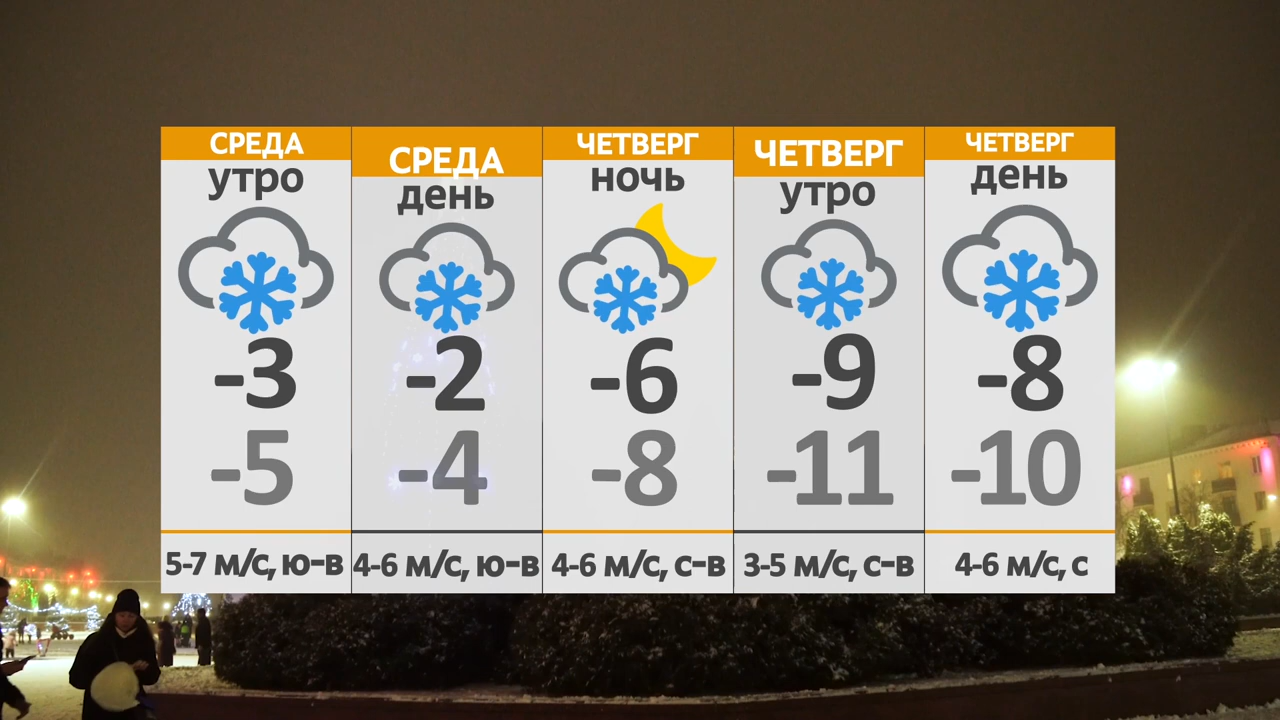 СРЕДА
утро
-3
-5
5-7 м/с, ю-в
СРЕДА
день
-2
-4
4-6 м/с, ю-в
ЧЕТВЕРГ
ночь
-6
-8
4-6 м/с, с-в
ЧЕТВЕРГ
утро
-9
-11
3-5 м/с, с-в
ЧЕТВЕРГ
день
-8
-10
4-6 м/с, с